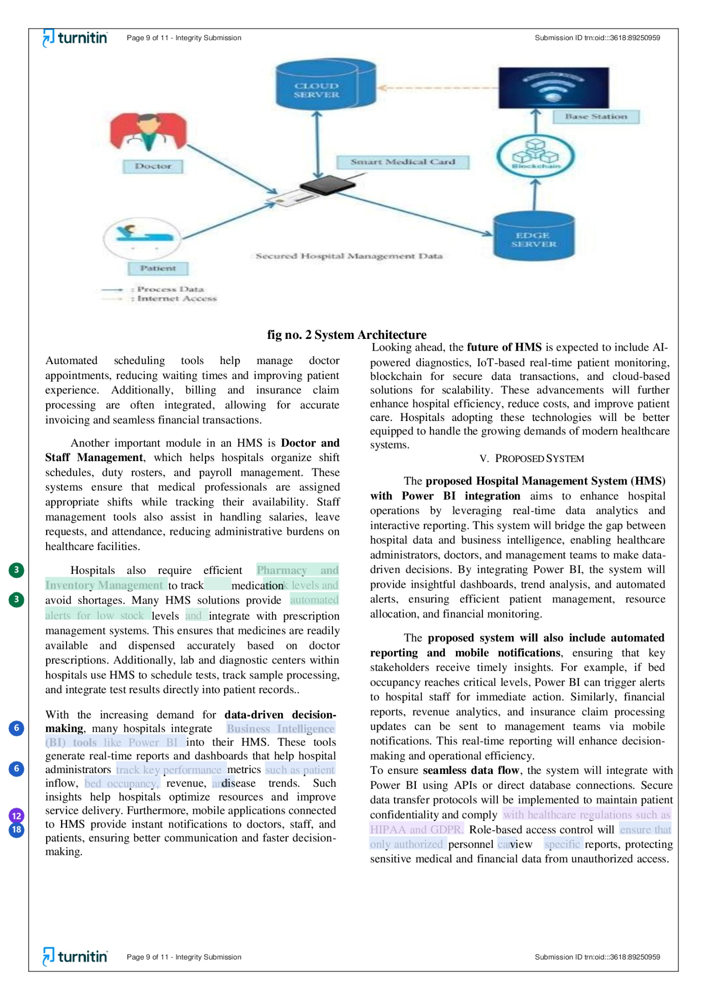 turnitin Page 9 of 11 - Integrity Submission Submission ID trn:oid:::3618:89250959
CLOUD
SERVER
Base Station
Doctor
Smart Medical Card
Blockchain
EDGE
SERVER
Secured Hospital Management Data
Patient
: Process Data
: Internet Access
fig no. 2 System Architecture
Automated scheduling tools help manage doctor
appointments, reducing waiting times and improving patient
experience. Additionally, billing and insurance claim
processing are often integrated, allowing for accurate
invoicing and seamless financial transactions.
Another important module in an HMS is Doctor and
Staff Management, which helps hospitals organize shift
schedules, duty rosters, and payroll management. These
systems ensure that medical professionals are assigned
appropriate shifts while tracking their availability. Staff
management tools also assist in handling salaries, leave
requests, and attendance, reducing administrative burdens on
healthcare facilities.
3
Hospitals also require efficient Pharmacy and
Inventory Management to track medication levels and
3
avoid shortages. Many HMS solutions provide automated
alerts for low stock levels and integrate with prescription
management systems. This ensures that medicines are readily
available and dispensed accurately based on doctor
prescriptions. Additionally, lab and diagnostic centers within
hospitals use HMS to schedule tests, track sample processing,
and integrate test results directly into patient records..
With the increasing demand for data-driven decision-
6
making, many hospitals integrate Business Intelligence
(BI) tools like Power BI into their HMS. These tools
generate real-time reports and dashboards that help hospital
6
administrators track key performance metrics such as patient
inflow, bed occupancy, revenue, disease trends. Such
insights help hospitals optimize resources and improve
service delivery. Furthermore, mobile applications connected
12
to HMS provide instant notifications to doctors, staff, and
18
patients, ensuring better communication and faster decision-
making.
Looking ahead, the future of HMS is expected to include AI-
powered diagnostics, IoT-based real-time patient monitoring,
blockchain for secure data transactions, and cloud-based
solutions for scalability. These advancements will further
enhance hospital efficiency, reduce costs, and improve patient
care. Hospitals adopting these technologies will be better
equipped to handle the growing demands of modern healthcare
systems.
V. PROPOSED SYSTEM
The proposed Hospital Management System (HMS)
with Power BI integration aims to enhance hospital
operations by leveraging real-time data analytics and
interactive reporting. This system will bridge the gap between
hospital data and business intelligence, enabling healthcare
administrators, doctors, and management teams to make data-
driven decisions. By integrating Power BI, the system will
provide insightful dashboards, trend analysis, and automated
alerts, ensuring efficient patient management, resource
allocation, and financial monitoring.
The proposed system will also include automated
reporting and mobile notifications, ensuring that key
stakeholders receive timely insights. For example, if bed
occupancy reaches critical levels, Power BI can trigger alerts
to hospital staff for immediate action. Similarly, financial
reports, revenue analytics, and insurance claim processing
updates can be sent to management teams via mobile
notifications. This real-time reporting will enhance decision-
making and operational efficiency.
To ensure seamless data flow, the system will integrate with
Power BI using APIs or direct database connections. Secure
data transfer protocols will be implemented to maintain patient
confidentiality and comply with healthcare regulations such as
HIPAA and GDPR. Role-based access control will ensure that
only authorized personnel can view specific reports, protecting
sensitive medical and financial data from unauthorized access.
turnitin Page 9 of 11 - Integrity Submission Submission ID trn:oid:::3618:89250959